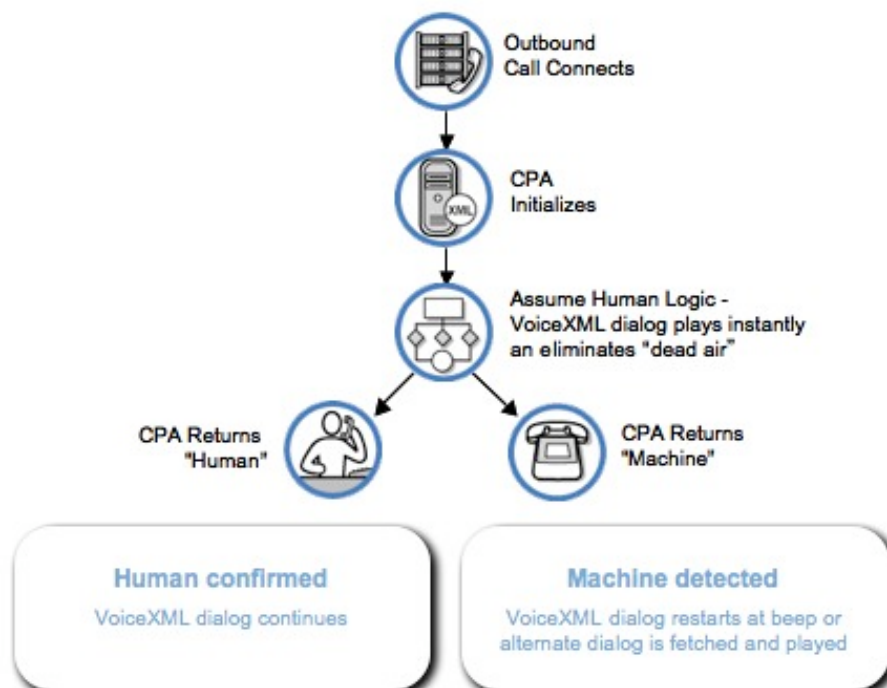 Outbound
Call Connects
CPA
Initializes
XML
Assume Human Logic -
VoiceXML dialog plays instantly
an eliminates "dead air"
CPA Returns
"Human"
CPA Returns
"Machine"
Human confirmed
VoiceXML dialog continues
Machine detected
VoiceXML dialog restarts at beep or
alternate dialog is fetched and played